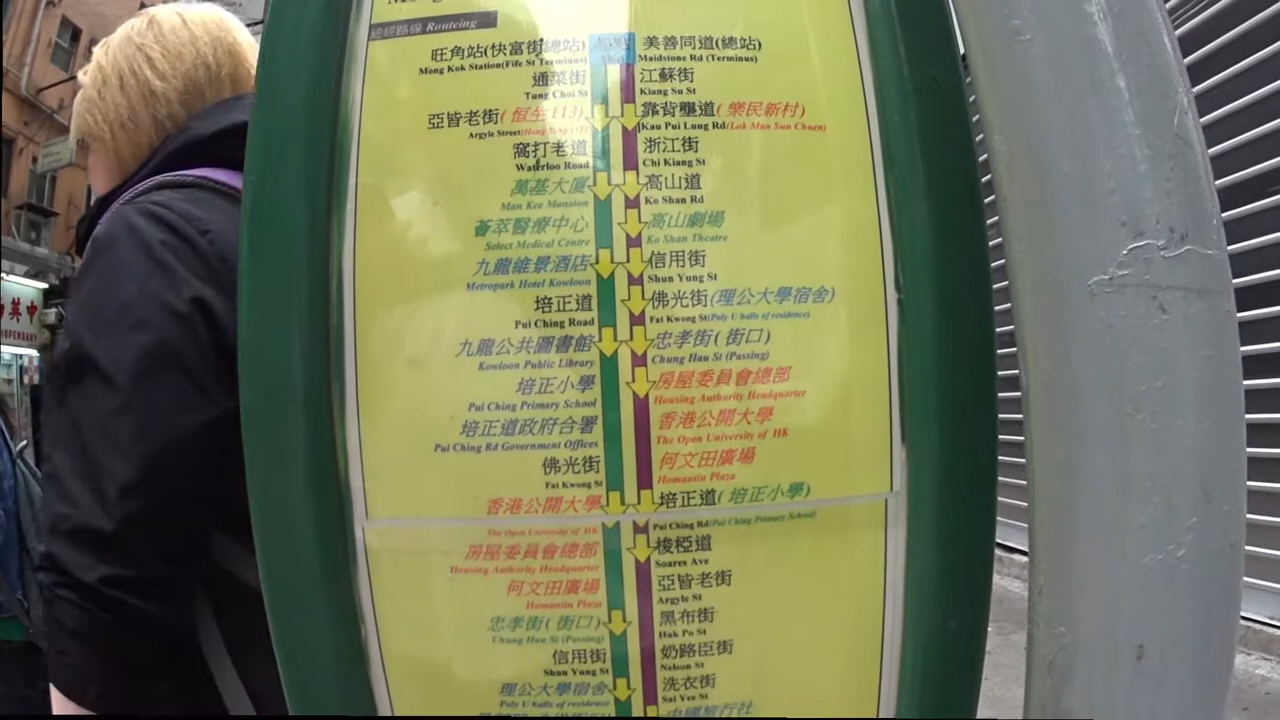 總經路線 Routeing
旺角站(快富街總站)
Mong Kok Station(Fife St Terminus)
通菜街
Tung Choi St
亞皆老街(恒生113)
Argyle Street
窩打老道
Waterloo Road
萬基大廈
Man Kee Mansion
薈萃醫療中心
Select Medical Centre
九龍維景酒店
Metropark Hotel Kowloon
培正道
Pui Ching Road
九龍公共圖書館
Kowloon Public Library
培正小學
Pui Ching Primary School
培正道政府合署
Pui Ching Rd Government Offices
佛光街
Fat Kwong St
香港公開大學
The Open University of HK
房屋委員會總部
Housing Authority Headquarter
何文田廣場
Homantin Plaza
忠孝街(街口)
Chung Hau St (Passing)
信用街
Shun Yung St
理公大學宿舍
Poly U halls of residence
美善同道(總站)
Maidstone Rd (Terminus)
江蘇街
Kiang Su St
靠背壟道(樂民新村)
Kau Pui Lung Rd(Lok Man Sun Chuen)
浙江街
Chi Kiang St
高山道
Ko Shan Rd
高山劇場
Ko Shan Theatre
信用街
Shun Yung St
佛光街(理公大學宿舍)
Fat Kwong St(Poly U halls of residence)
忠孝街(街口)
Chung Hau St (Passing)
房屋委員會總部
Housing Authority Headquarter
香港公開大學
The Open University of HK
何文田廣場
Homantin Plaza
培正道(培正小學)
Pui Ching Rd(Pui Ching Primary School)
梭椏道
Soares Ave
亞皆老街
Argyle St
黑布街
Hak Po St
奶路臣街
Nelson St
洗衣街
Sai Yee St
中國旅行社